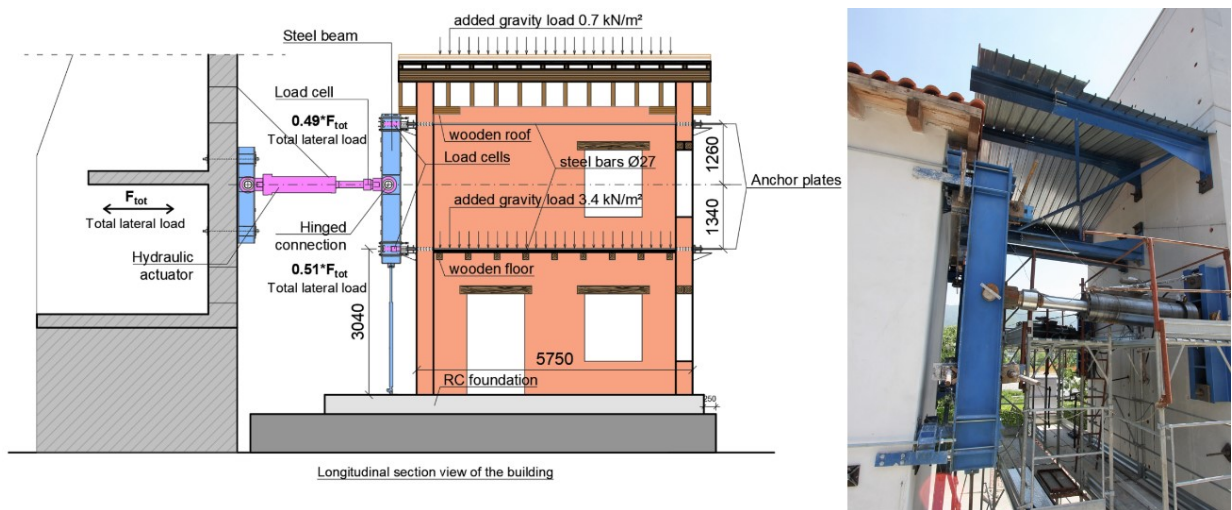 added gravity load 0.7 kN/m²
Steel beam
Load cell
0.49*Ftot
Total lateral load
wooden roof
Load cells
steel bars Ø27
1260
Anchor plates
Ftot
Total lateral load
added gravity load 3.4 kN/m²
1340
Hinged
connection
Hydraulic
actuator
wooden floor
0.51*Ftot
Total lateral load
3040
5750
RC foundation
250
Longitudinal section view of the building